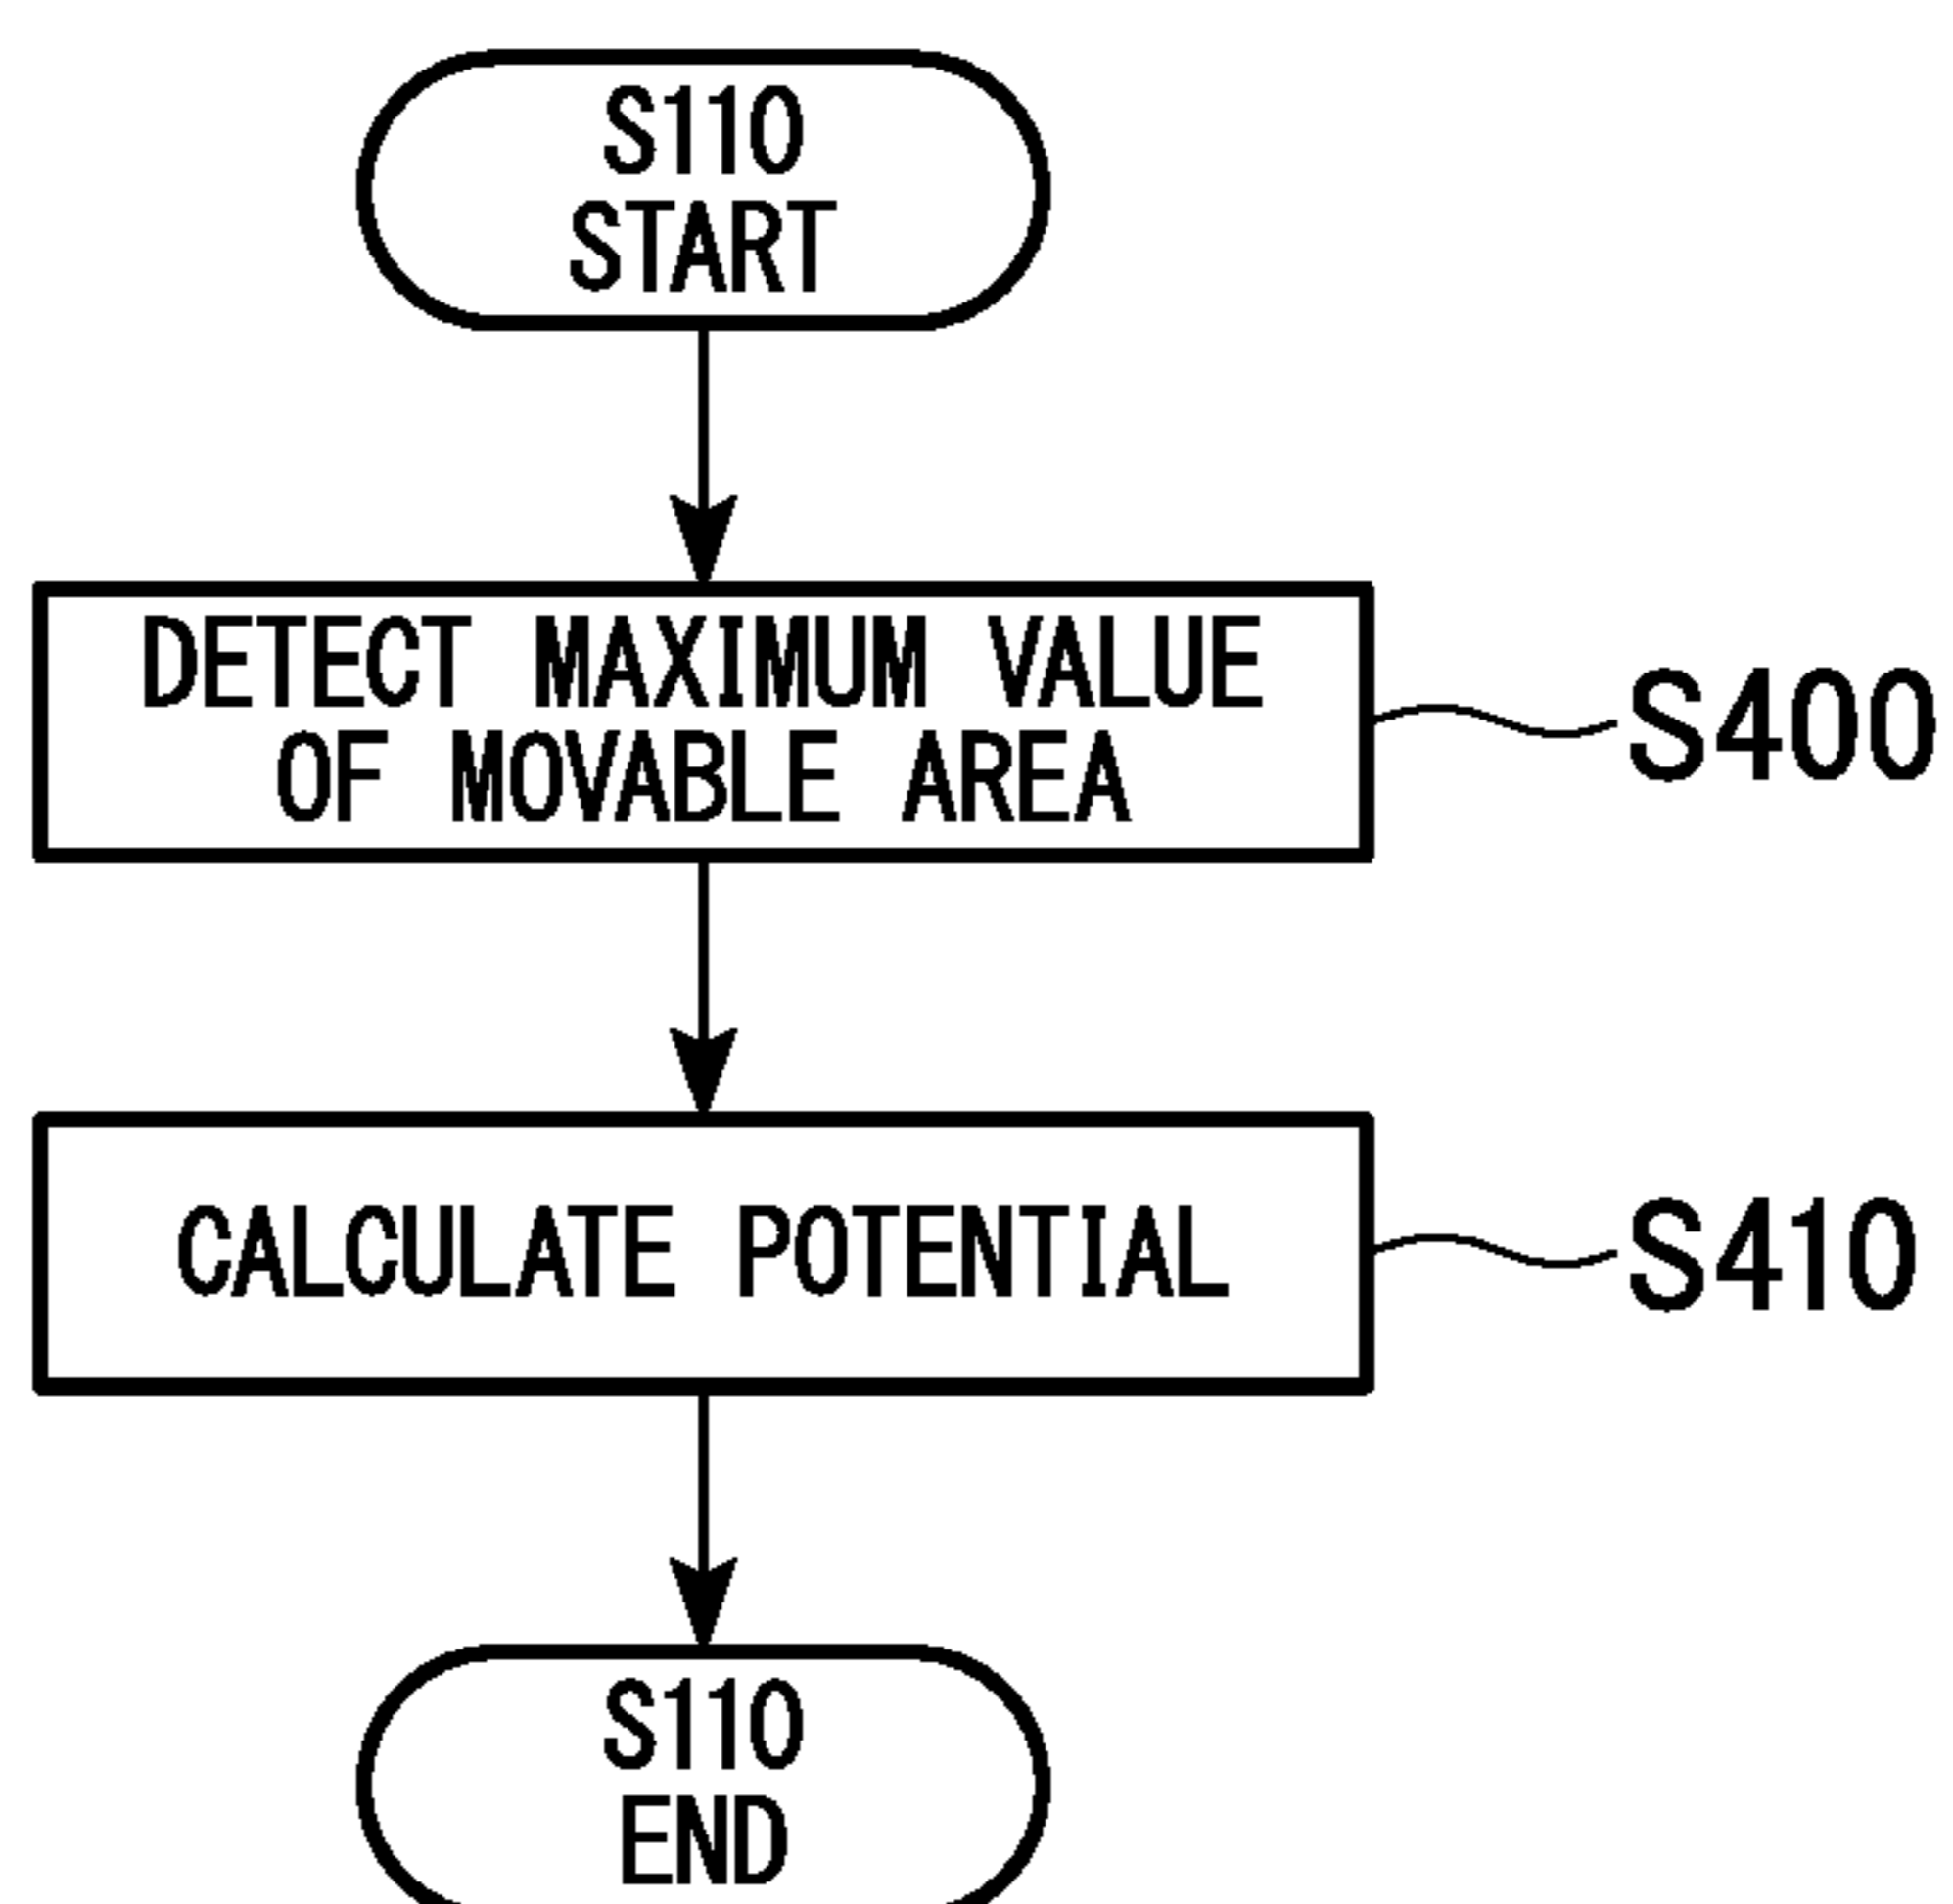 S110
START
DETECT MAXIMUM VALUE
OF MOVABLE AREA
S400
CALCULATE POTENTIAL
S410
S110
END